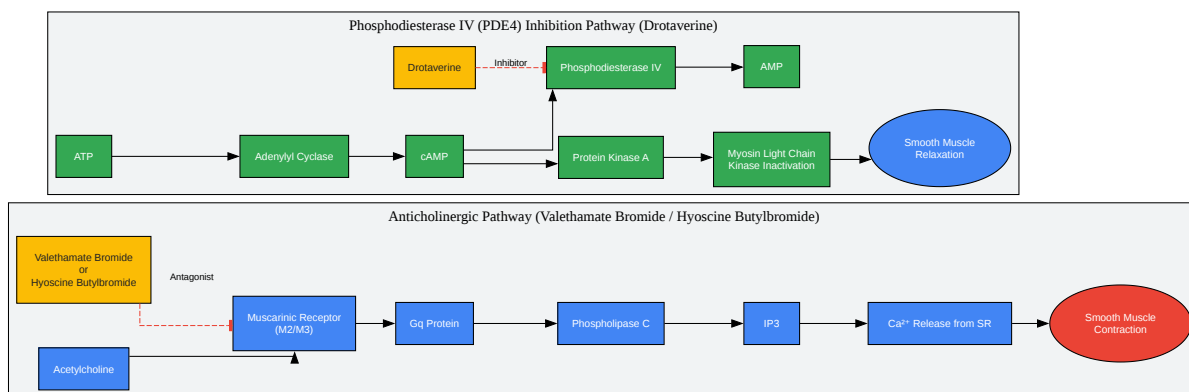 Phosphodiesterase IV (PDE4) Inhibition Pathway (Drotaverine)
Drotaverine
Inhibitor
Phosphodiesterase IV
AMP
ATP
Adenylyl Cyclase
cAMP
Protein Kinase A
Myosin Light Chain
Kinase Inactivation
Smooth Muscle
Relaxation
Anticholinergic Pathway (Valethamate Bromide / Hyoscine Butylbromide)
Valethamate Bromide
or
Hyoscine Butylbromide
Antagonist
Muscarinic Receptor
(M2/M3)
Gq Protein
Phospholipase C
IP3
Ca²⁺ Release from SR
Smooth Muscle
Contraction
Acetylcholine